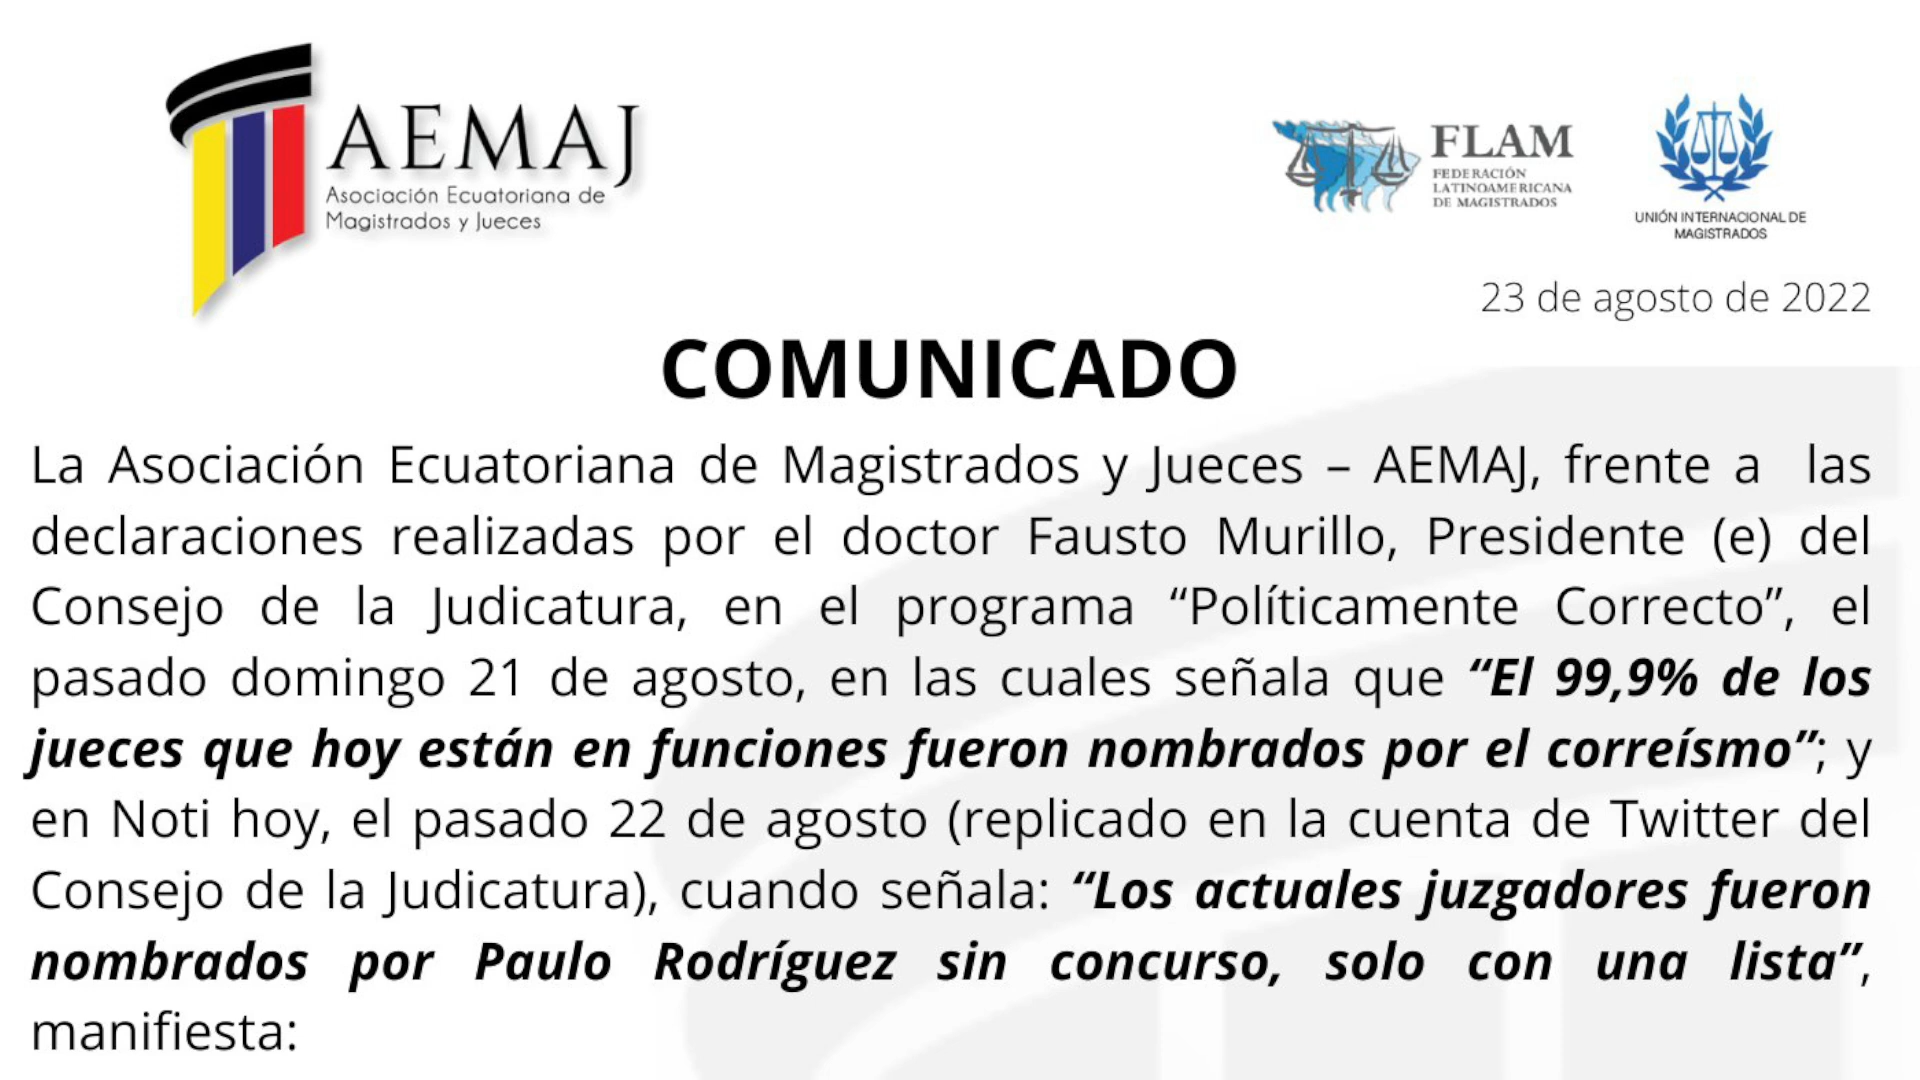 AEMAJ
Asociación Ecuatoriana de
Magistrados y Jueces
FLAM
FEDERACIÓN
LATINOAMERICANA
DE MAGISTRADOS
UNIÓN INTERNACIONAL DE
MAGISTRADOS
23 de agosto de 2022
COMUNICADO
La Asociación Ecuatoriana de Magistrados y Jueces – AEMAJ, frente a las
declaraciones realizadas por el doctor Fausto Murillo, Presidente (e) del
Consejo de la Judicatura, en el programa “Políticamente Correcto”, el
pasado domingo 21 de agosto, en las cuales señala que “El 99,9% de los
jueces que hoy están en funciones fueron nombrados por el correísmo”; y
en Noti hoy, el pasado 22 de agosto (replicado en la cuenta de Twitter del
Consejo de la Judicatura), cuando señala: “Los actuales juzgadores fueron
nombrados por Paulo Rodríguez sin concurso, solo con una lista”,
manifiesta: